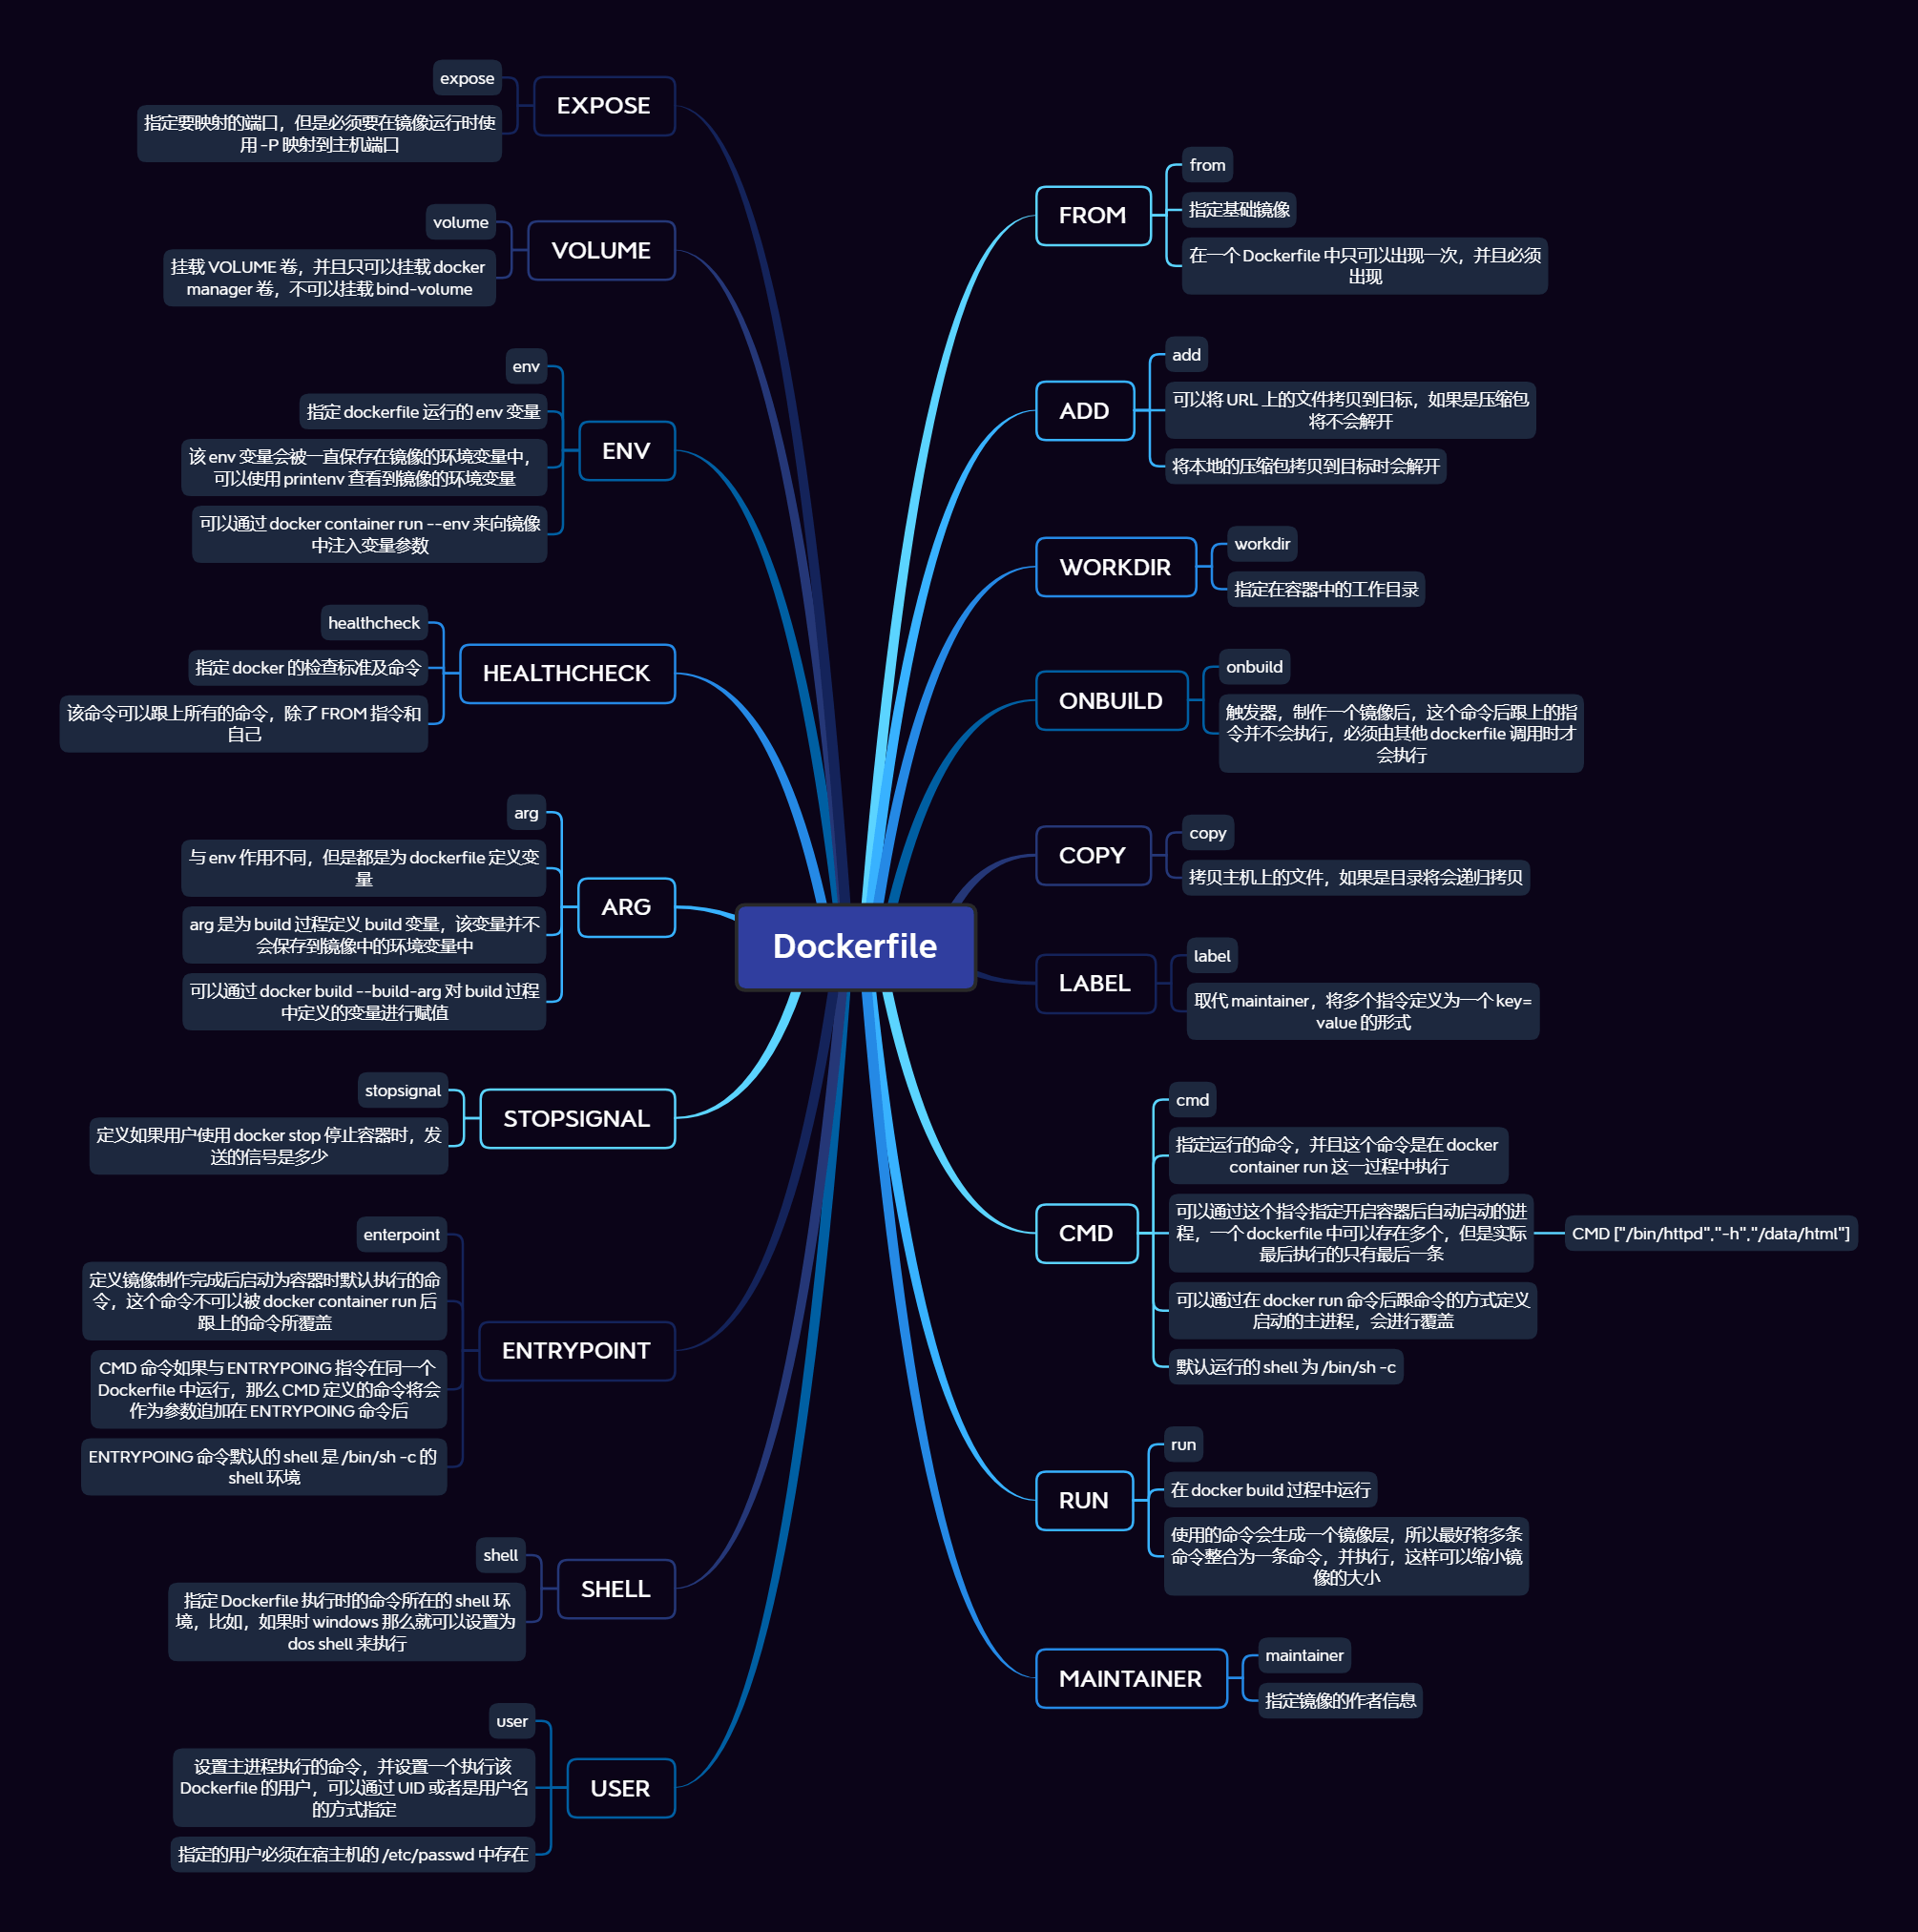 Dockerfile
FROM
from
指定基础镜像
在一个 Dockerfile 中只可以出现一次，并且必须
出现
ADD
add
可以将 URL 上的文件拷贝到目标，如果是压缩包
将不会解开
将本地的压缩包拷贝到目标时会解开
WORKDIR
workdir
指定在容器中的工作目录
ONBUILD
onbuild
触发器，制作一个镜像后，这个命令后跟上的指
令并不会执行，必须由其他 dockerfile 调用时才
会执行
COPY
copy
拷贝主机上的文件，如果是目录将会递归拷贝
LABEL
label
取代 maintainer，将多个指令定义为一个 key=
value 的形式
CMD
cmd
指定运行的命令，并且这个命令是在 docker
container run 这一过程中执行
可以通过这个指令指定开启容器后自动启动的进
程，一个 dockerfile 中可以存在多个，但是实际
最后执行的只有最后一条
CMD ["/bin/httpd","-h","/data/html"]
可以通过在 docker run 命令后跟命令的方式定义
启动的主进程，会进行覆盖
默认运行的 shell 为 /bin/sh -c
RUN
run
在 docker build 过程中运行
使用的命令会生成一个镜像层，所以最好将多条
命令整合为一条命令，并执行，这样可以缩小镜
像的大小
MAINTAINER
maintainer
指定镜像的作者信息
EXPOSE
expose
指定要映射的端口，但是必须要在镜像运行时使
用 -P 映射到主机端口
VOLUME
volume
挂载 VOLUME 卷，并且只可以挂载 docker
manager 卷，不可以挂载 bind-volume
ENV
env
指定 dockerfile 运行的 env 变量
该 env 变量会被一直保存在镜像的环境变量中，
可以使用 printenv 查看到镜像的环境变量
可以通过 docker container run --env 来向镜像
中注入变量参数
HEALTHCHECK
healthcheck
指定 docker 的检查标准及命令
该命令可以跟上所有的命令，除了 FROM 指令和
自己
ARG
arg
与 env 作用不同，但是都是为 dockerfile 定义变
量
arg 是为 build 过程定义 build 变量，该变量并不
会保存到镜像中的环境变量中
可以通过 docker build --build-arg 对 build 过程
中定义的变量进行赋值
STOPSIGNAL
stopsignal
定义如果用户使用 docker stop 停止容器时，发
送的信号是多少
ENTRYPOINT
enterpoint
定义镜像制作完成后启动为容器时默认执行的命
令，这个命令不可以被 docker container run 后
跟上的命令所覆盖
CMD 命令如果与 ENTRYPOING 指令在同一个
Dockerfile 中运行，那么 CMD 定义的命令将会
作为参数追加在 ENTRYPOING 命令后
ENTRYPOING 命令默认的 shell 是 /bin/sh -c 的
shell 环境
SHELL
shell
指定 Dockerfile 执行时的命令所在的 shell 环
境，比如，如果时 windows 那么就可以设置为
dos shell 来执行
USER
user
设置主进程执行的命令，并设置一个执行该
Dockerfile 的用户，可以通过 UID 或者是用户名
的方式指定
指定的用户必须在宿主机的 /etc/passwd 中存在